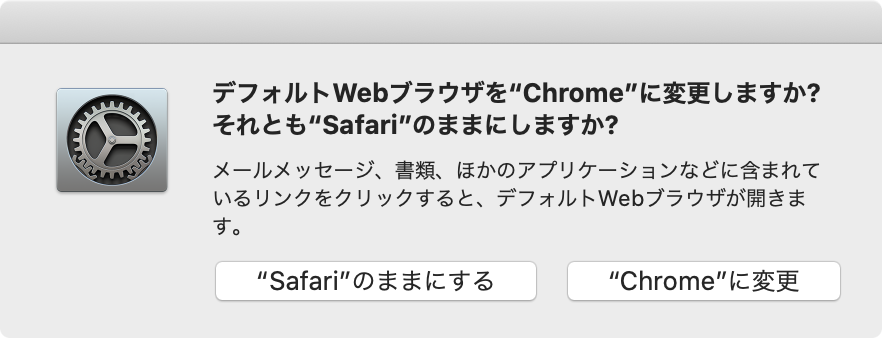 デフォルトWebブラウザを“Chrome”に変更しますか?
それとも“Safari”のままにしますか?
メールメッセージ、書類、ほかのアプリケーションなどに含まれて
いるリンクをクリックすると、デフォルトWebブラウザが開きま
す。
“Safari”のままにする
“Chrome”に変更